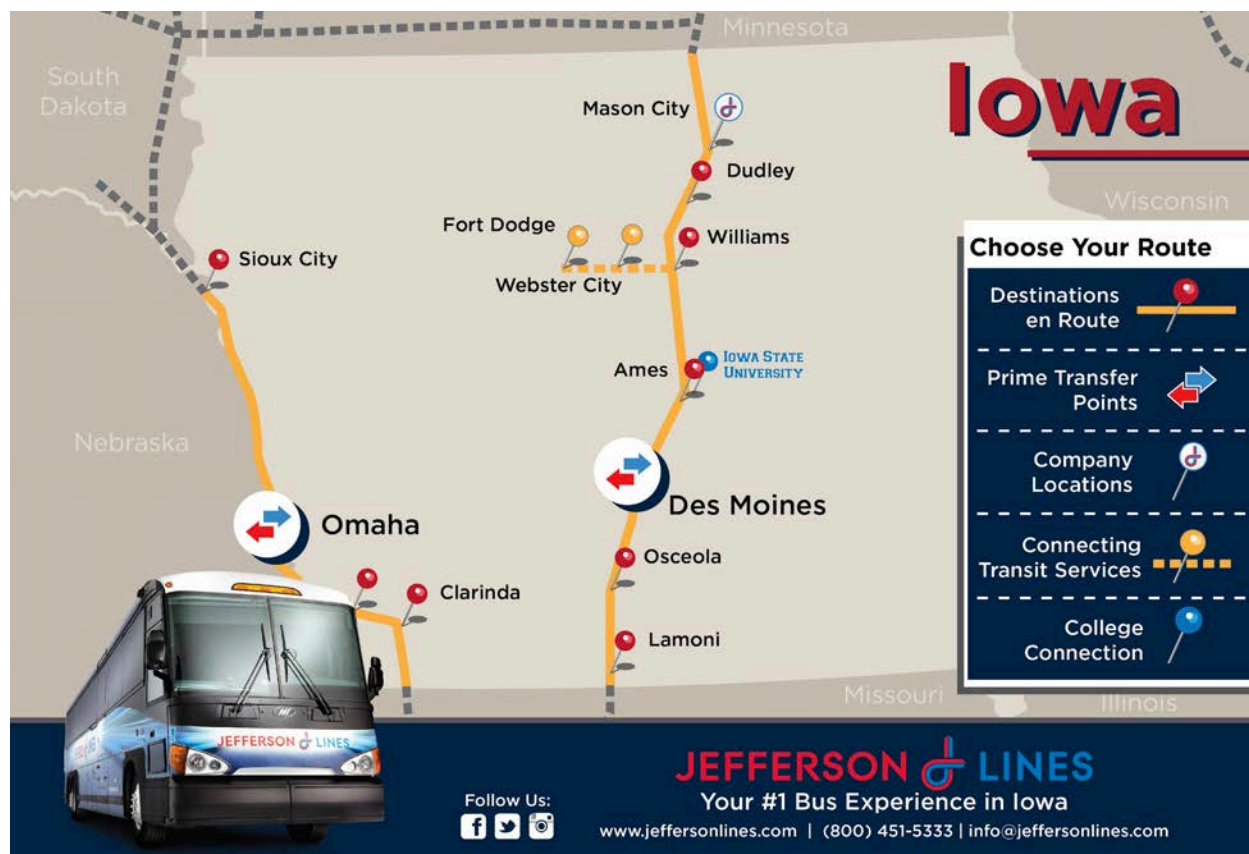 Minnesota
South
Dakota
Iowa
Mason City
Dudley
Wisconsin
Fort Dodge
Williams
Sioux City
Webster City
Choose Your Route
Destinations
en Route
Iowa State
University
Ames
Prime Transfer
Points
Nebraska
Company
Locations
Des Moines
Omaha
Connecting
Transit Services
Osceola
Clarinda
College
Connection
Lamoni
Missouri
Illinois
JEFFERSON LINES
JEFFERSON LINES
Your #1 Bus Experience in Iowa
Follow Us:
www.jeffersonlines.com | (800) 451-5333 | info@jeffersonlines.com